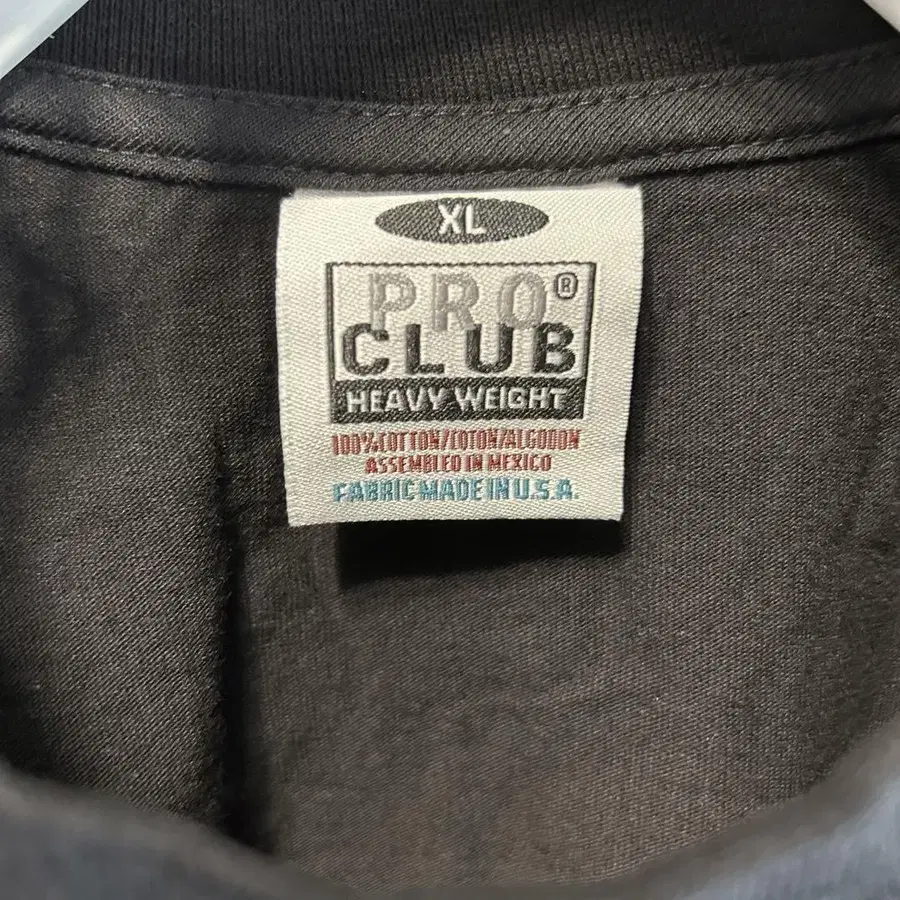 XL
PRO®
CLUB
HEAVY WEIGHT
100%COTTON/COTON/ALGODON
ASSEMBLED IN MEXICO
FABRIC MADE IN U.S.A.